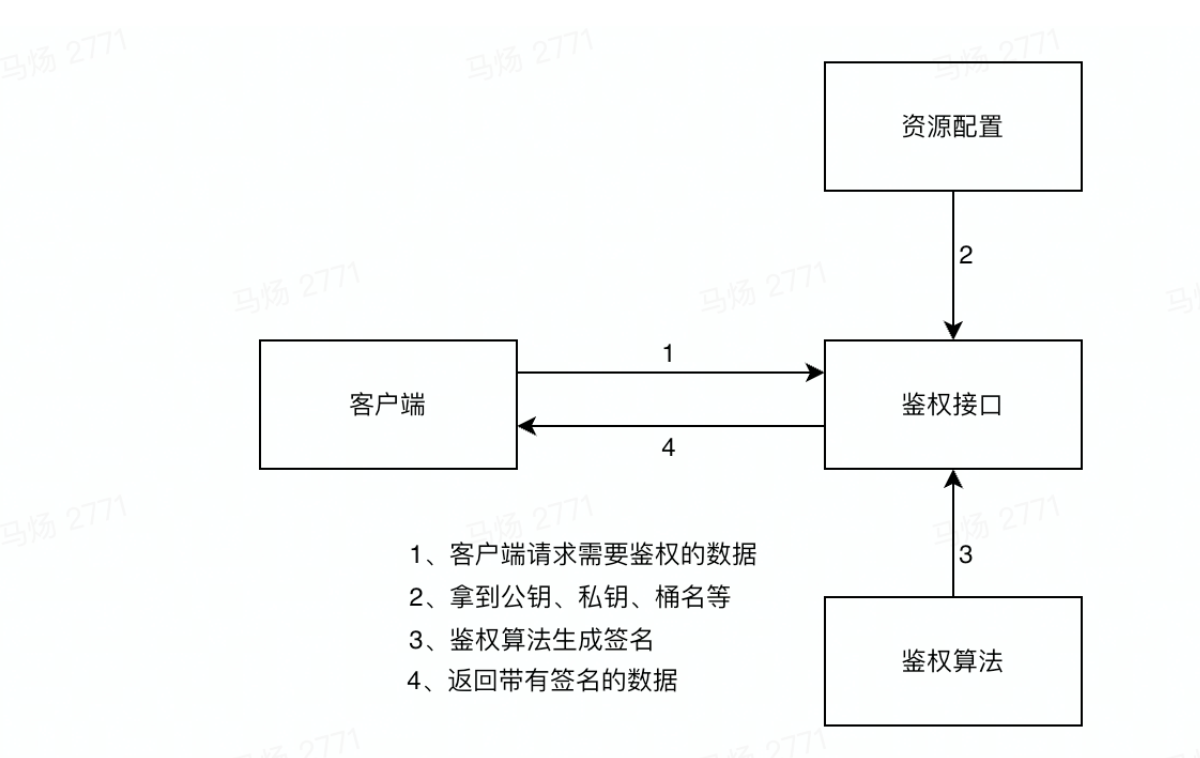 马炀 2771
马炀 2771
马炀 2771
资源配置
2
马炀 2771
马炀 2771
客户端
1
4
鉴权接口
马炀 2771
马炀 2771
马炀 2771
3
1、客户端请求需要鉴权的数据
2、拿到公钥、私钥、桶名等
3、鉴权算法生成签名
4、返回带有签名的数据
鉴权算法
马炀 2771
马炀 2771